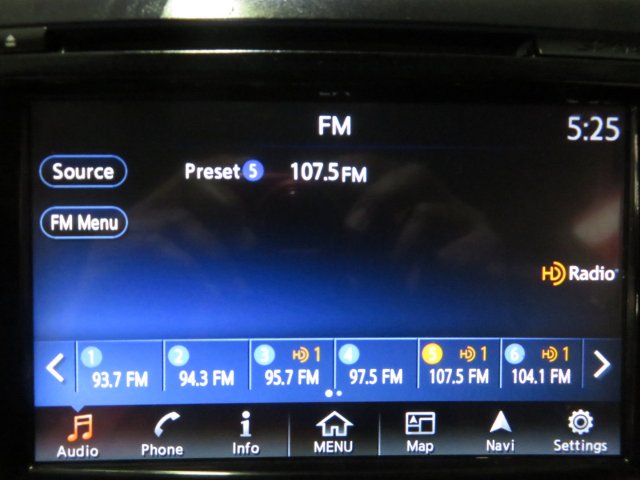 FM
5:25
Source
Preset 5 107.5 FM
FM Menu
HD Radio
1 2 3 HD 1 4 5 HD 1 6 HD 1
93.7 FM 94.3 FM 95.7 FM 97.5 FM 107.5 FM 104.1 FM
Audio Phone Info MENU Map Navi Settings